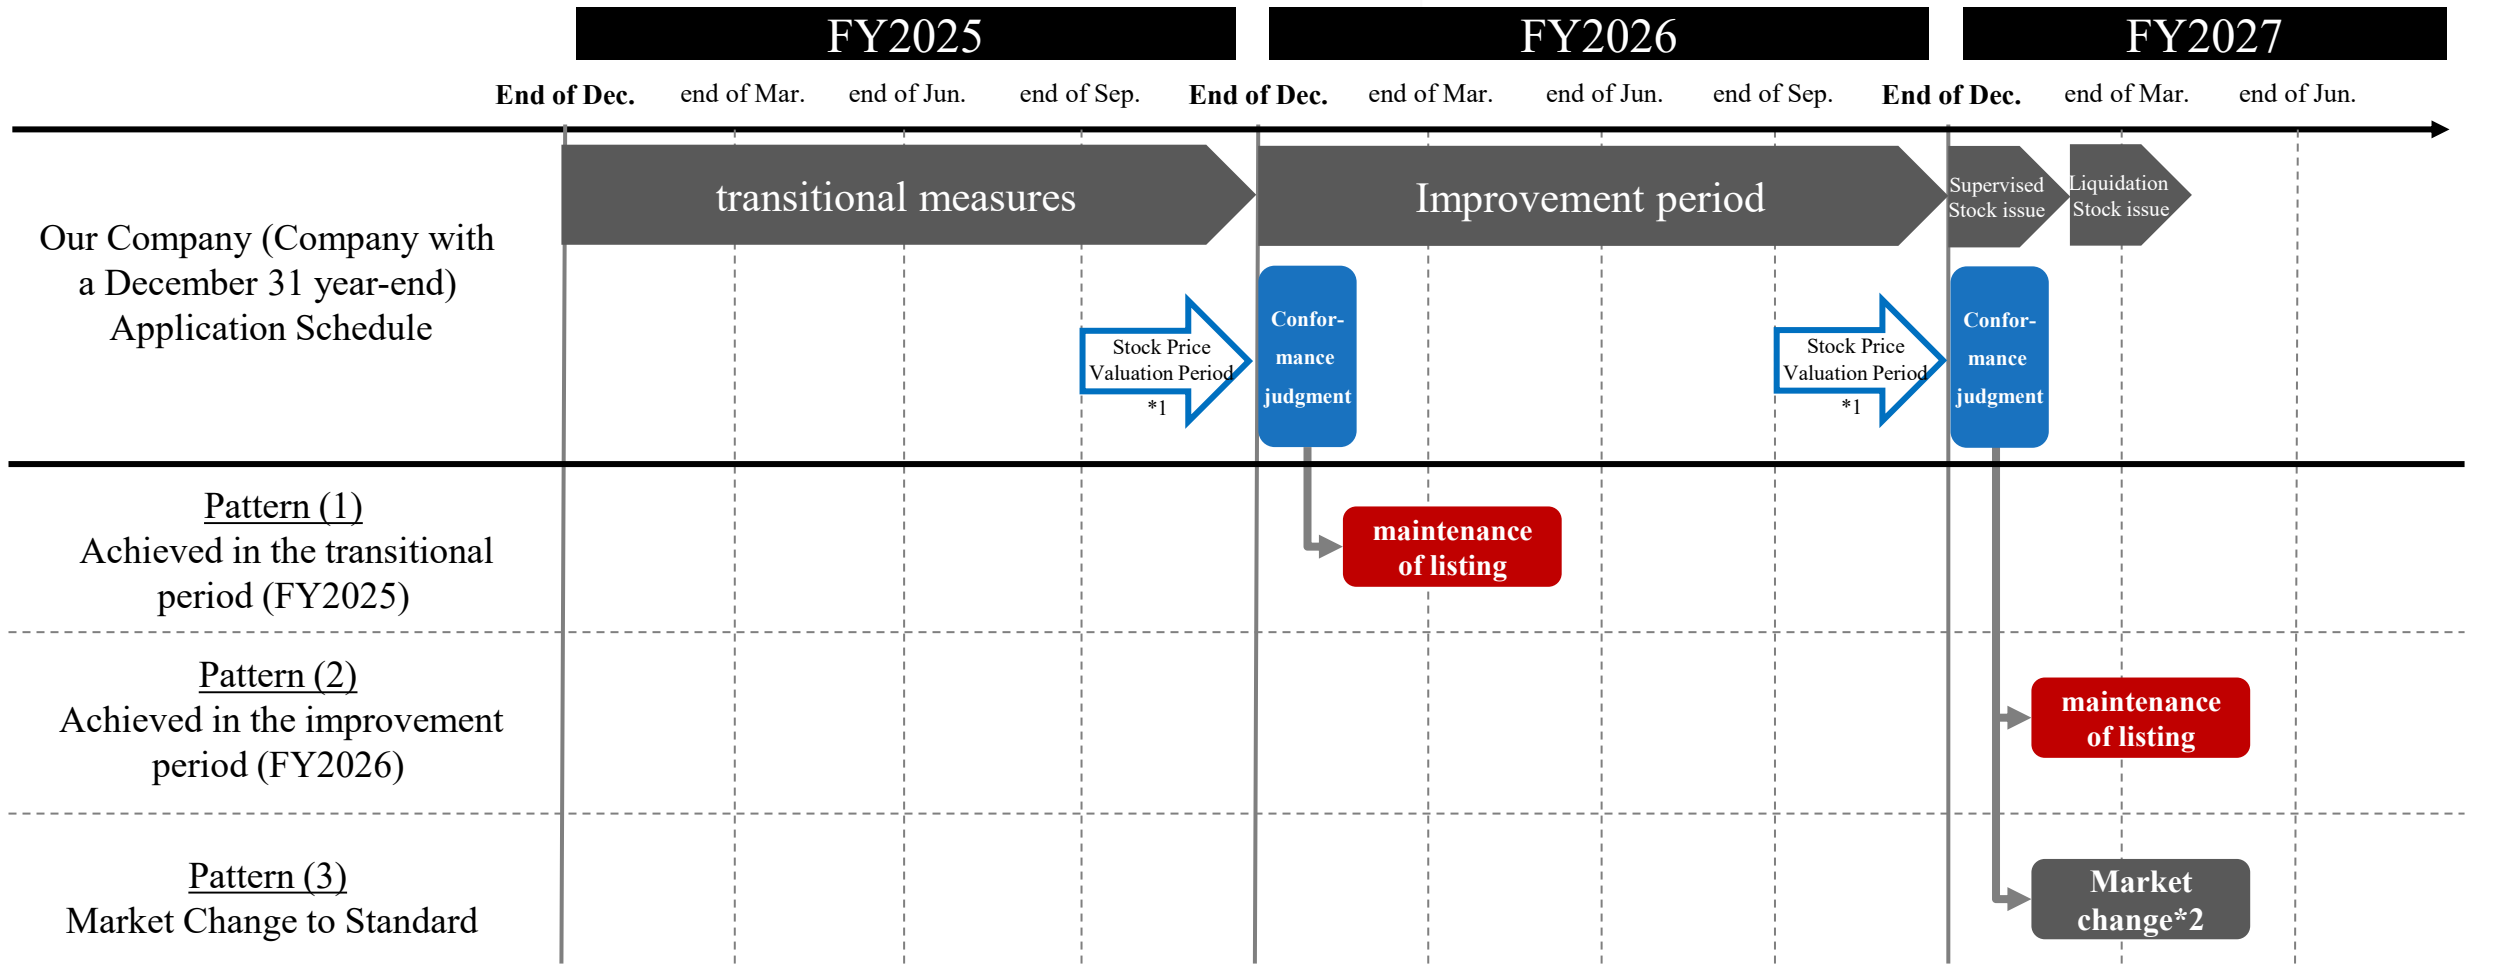 FY2025
FY2026
FY2027
End of Dec.
end of Mar.
end of Jun.
end of Sep.
End of Dec.
end of Mar.
end of Jun.
end of Sep.
End of Dec.
end of Mar.
end of Jun.
Our Company (Company with
a December 31 year-end)
Application Schedule
transitional measures
Improvement period
Supervised
Stock issue
Liquidation
Stock issue
Stock Price
Valuation Period
*1
Confor-
mance
judgment
Stock Price
Valuation Period
*1
Confor-
mance
judgment
Pattern (1)
Achieved in the transitional
period (FY2025)
maintenance
of listing
Pattern (2)
Achieved in the improvement
period (FY2026)
maintenance
of listing
Pattern (3)
Market Change to Standard
Market
change*2